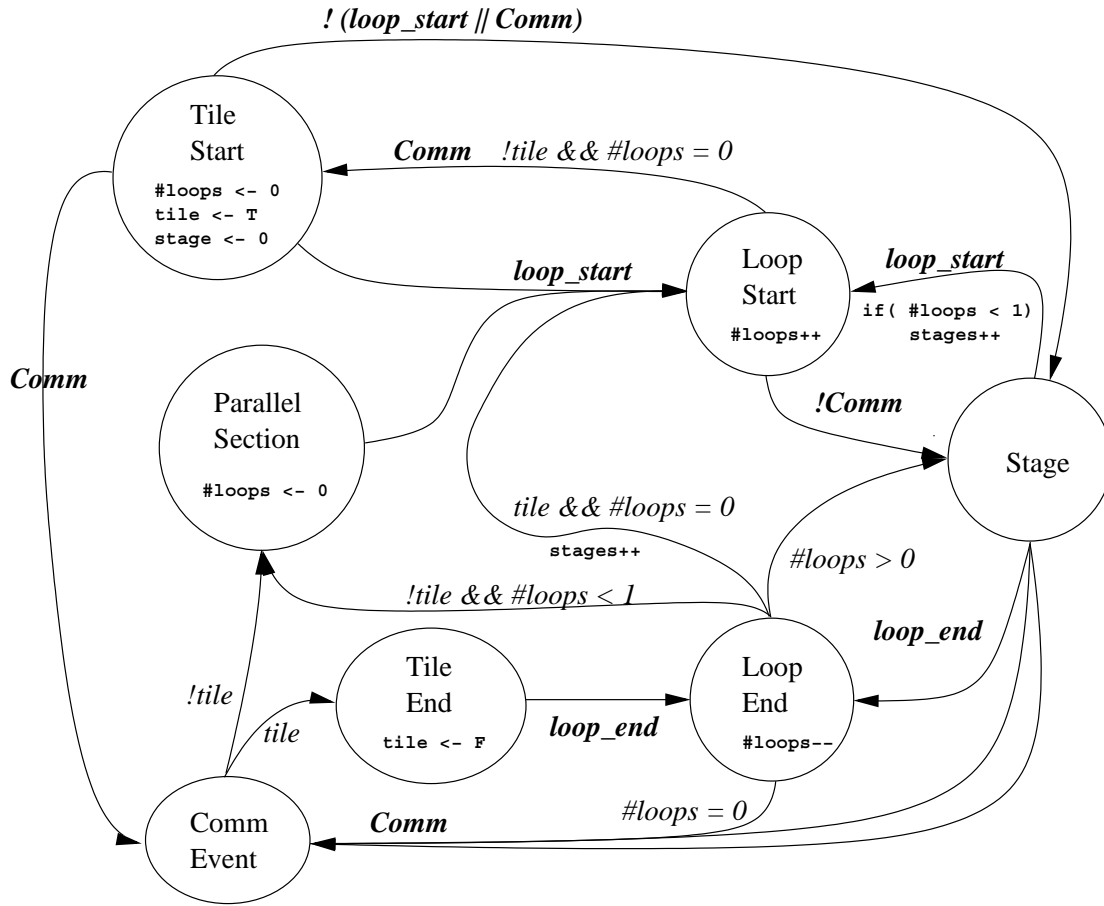 ! (loop_start || Comm)
Tile
Start
#loops <- 0
tile <- T
stage <- 0
Comm !tile && #loops = 0
loop_start
Loop
Start
#loops++
loop_start
if( #loops < 1)
stages++
Comm
!Comm
Parallel
Section
#loops <- 0
Stage
tile && #loops = 0
stages++
#loops > 0
!tile && #loops < 1
loop_end
Tile
End
tile <- F
loop_end
Loop
End
#loops--
!tile
tile
Comm
Event
Comm
#loops = 0